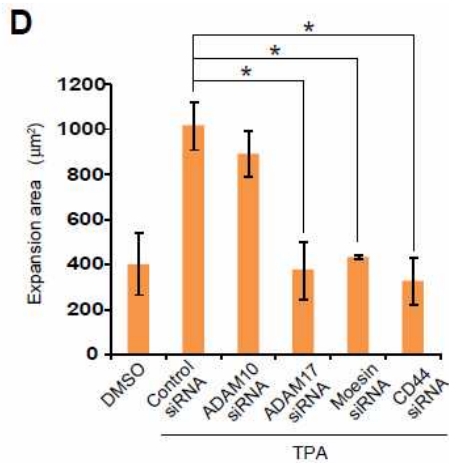 D
*
*
*
Expansion area (μm²)
1200
1000
800
600
400
200
0
DMSO
Control
siRNA
ADAM10
siRNA
ADAM17
siRNA
Moesin
siRNA
CD44
siRNA
TPA